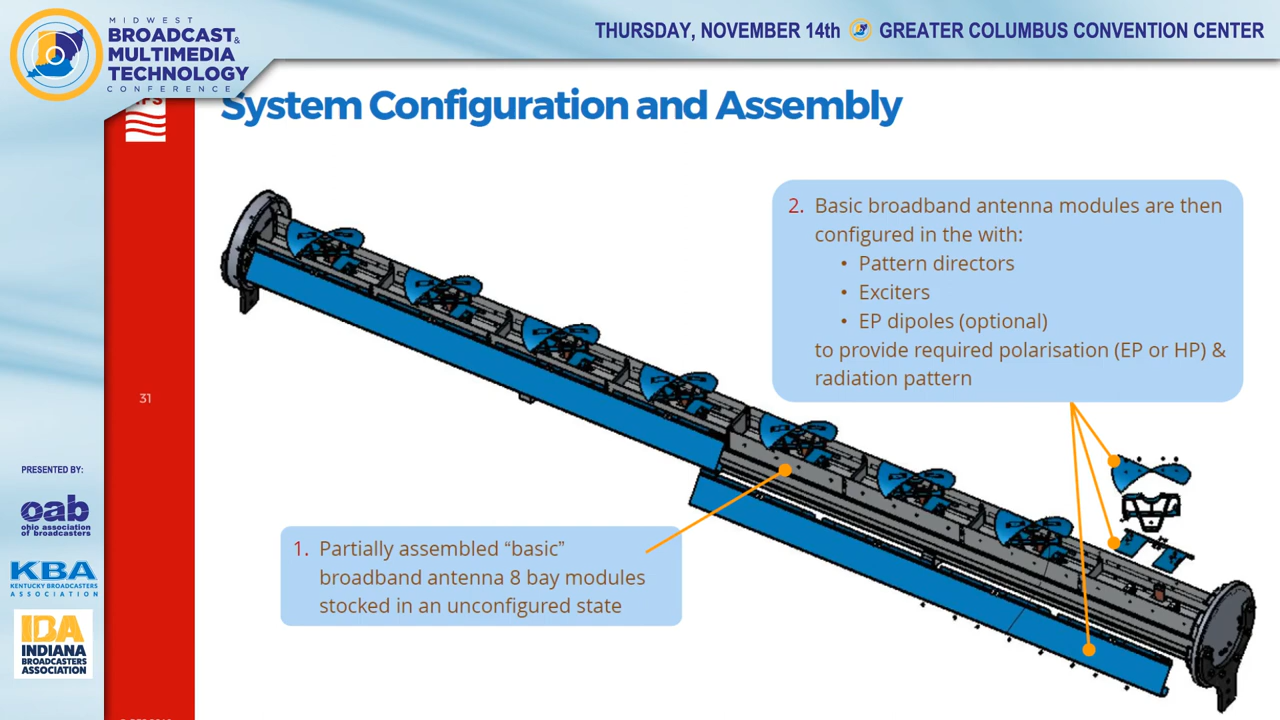 MIDWEST
BROADCAST&
MULTIMEDIA
TECHNOLOGY
CONFERENCE
THURSDAY, NOVEMBER 14th GREATER COLUMBUS CONVENTION CENTER
System Configuration and Assembly
2. Basic broadband antenna modules are then
configured in the with:
• Pattern directors
• Exciters
• EP dipoles (optional)
to provide required polarisation (EP or HP) &
radiation pattern
31
1. Partially assembled “basic”
broadband antenna 8 bay modules
stocked in an unconfigured state
PRESENTED BY:
oab
ohio association
of broadcasters
KBA
KENTUCKY BROADCASTERS
ASSOCIATION
IBA
INDIANA
BROADCASTERS
ASSOCIATION